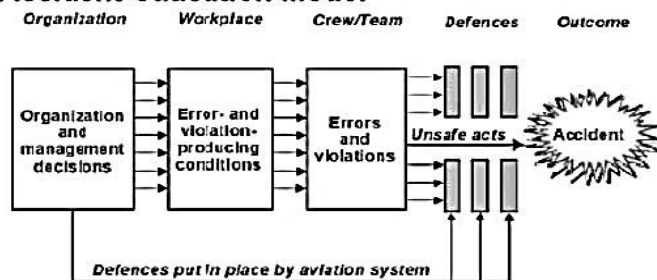 Organization Workplace Crew/Team Defences Outcome
Organization
and
management
decisions
Error- and
violation-
producing
conditions
Errors
and
violations
Unsafe acts
Accident
Defences put in place by aviation system